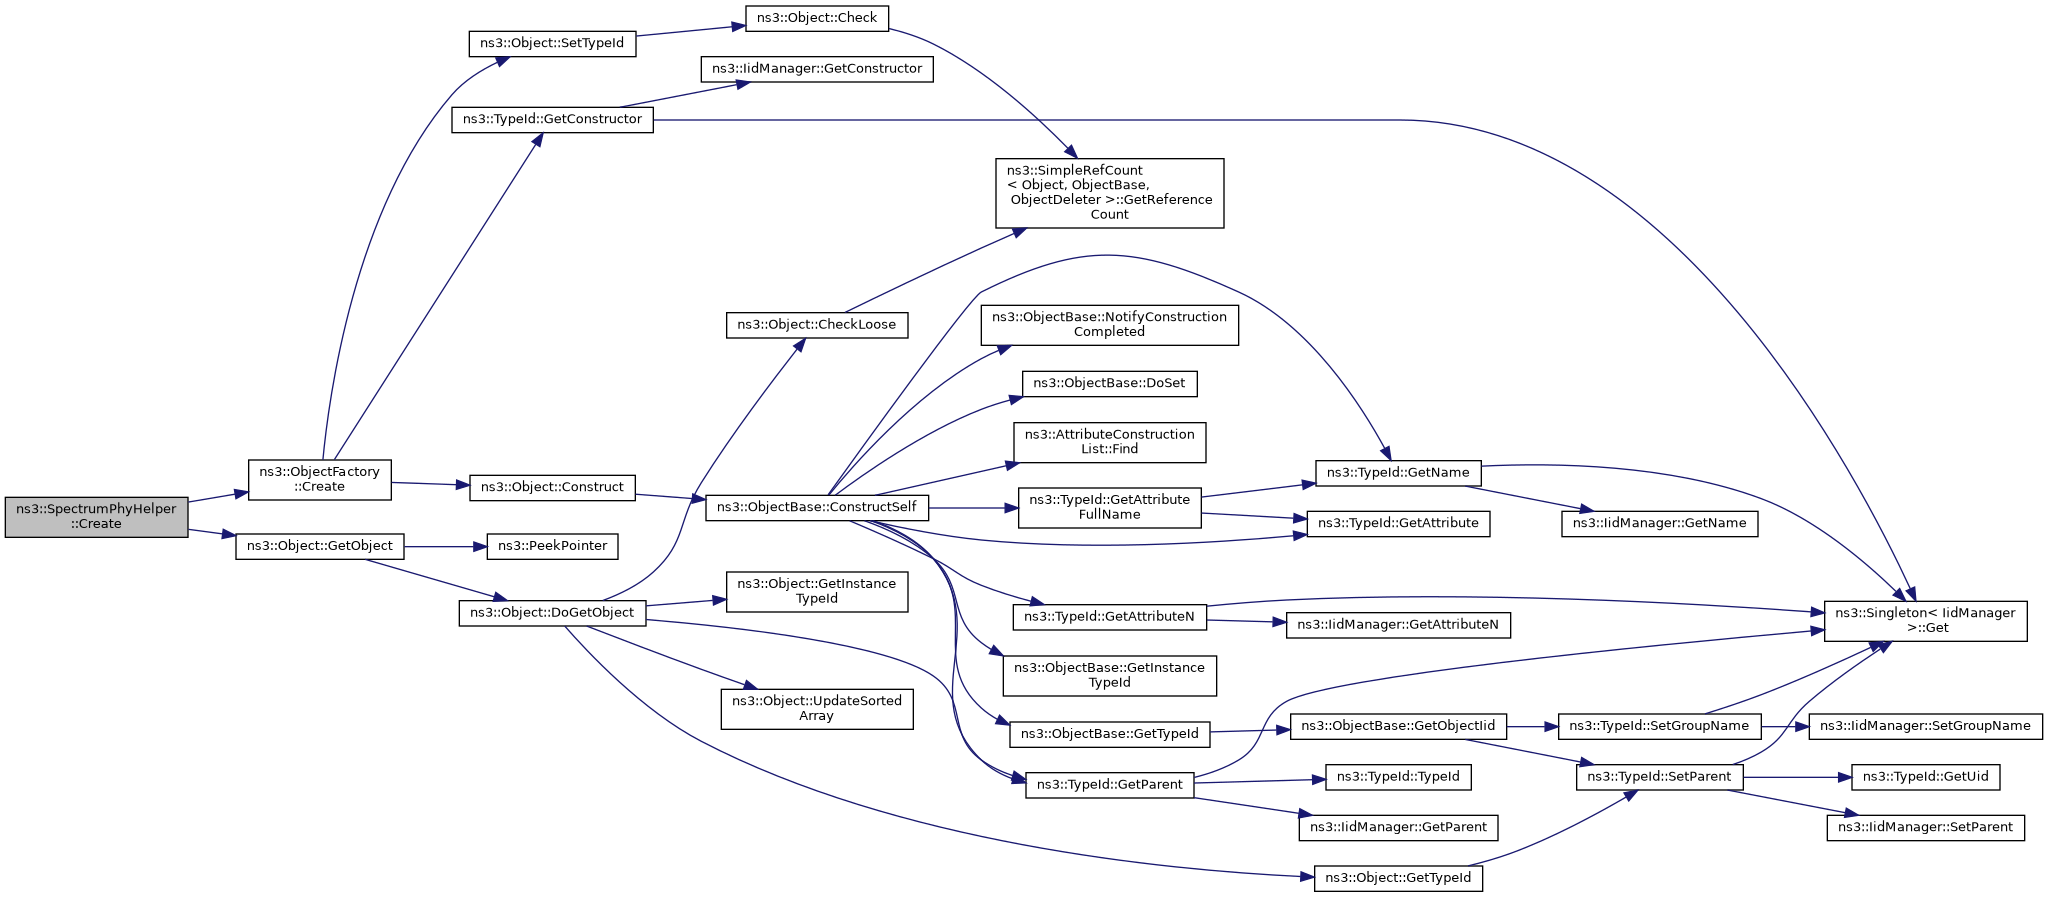 ns3::SpectrumPhyHelper
::Create
ns3::ObjectFactory
::Create
ns3::Object::GetObject
ns3::Object::SetTypeId
ns3::TypeId::GetConstructor
ns3::Object::Construct
ns3::PeekPointer
ns3::Object::DoGetObject
ns3::Object::Check
ns3::IidManager::GetConstructor
ns3::Object::CheckLoose
ns3::ObjectBase::ConstructSelf
ns3::Object::GetInstance
TypeId
ns3::Object::UpdateSorted
Array
ns3::SimpleRefCount
< Object, ObjectBase,
ObjectDeleter >::GetReference
Count
ns3::ObjectBase::NotifyConstruction
Completed
ns3::ObjectBase::DoSet
ns3::AttributeConstruction
List::Find
ns3::TypeId::GetAttribute
FullName
ns3::TypeId::GetAttributeN
ns3::ObjectBase::GetInstance
TypeId
ns3::ObjectBase::GetTypeId
ns3::TypeId::GetParent
ns3::TypeId::GetName
ns3::TypeId::GetAttribute
ns3::IidManager::GetAttributeN
ns3::ObjectBase::GetObjectIid
ns3::TypeId::TypeId
ns3::IidManager::GetParent
ns3::Object::GetTypeId
ns3::IidManager::GetName
ns3::TypeId::SetGroupName
ns3::TypeId::SetParent
ns3::Singleton< IidManager
>::Get
ns3::IidManager::SetGroupName
ns3::TypeId::GetUid
ns3::IidManager::SetParent